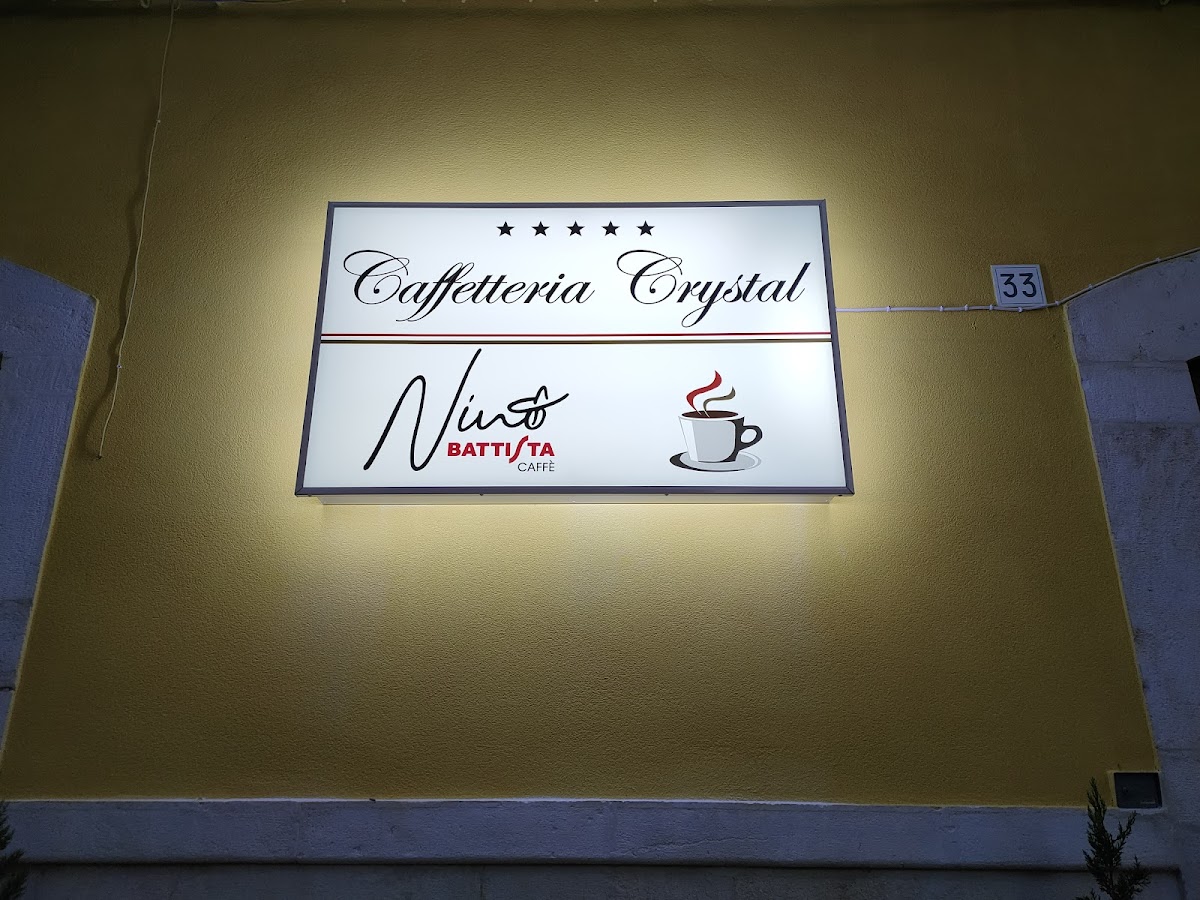 Caffetteria Crystal
33
Nino
BATTISTA
CAFFÈ